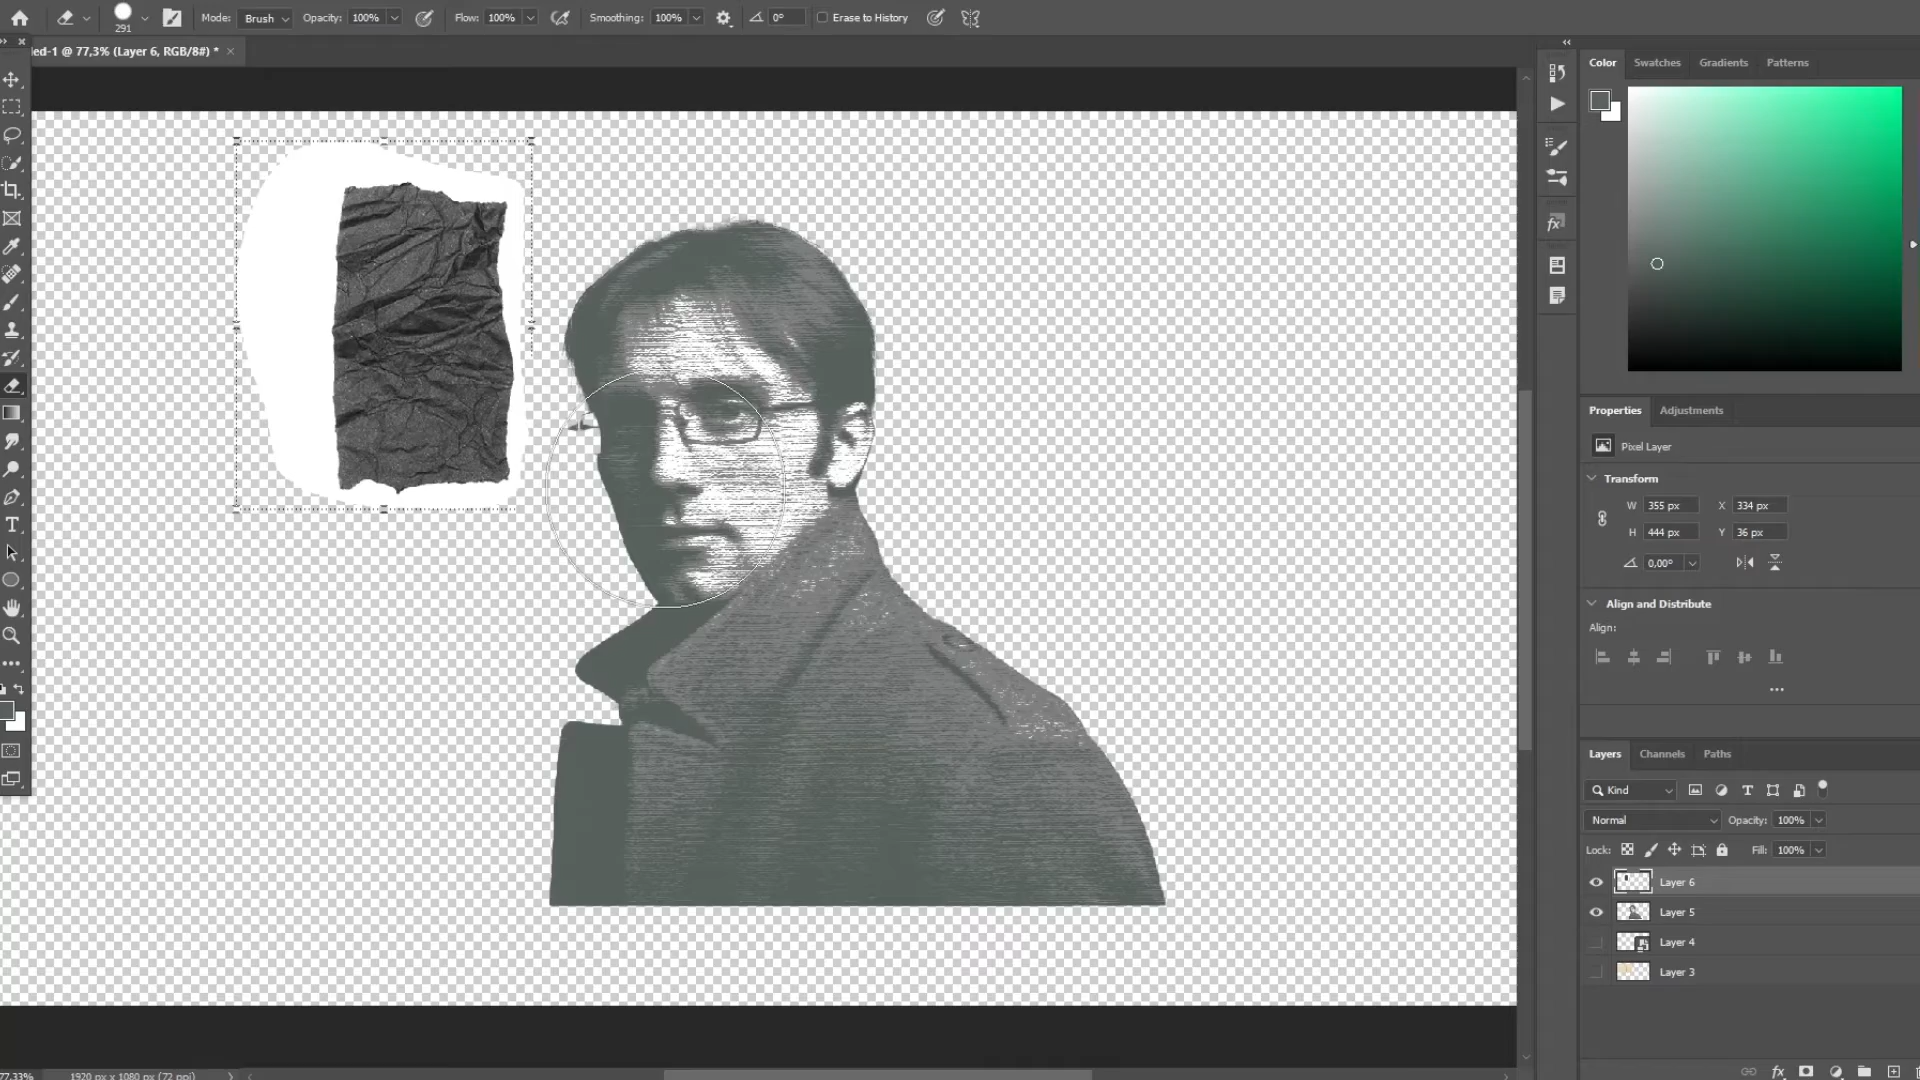 Mode: Brush Opacity: 100% Flow: 100% Smoothing: 100% 0° Erase to History
291
led-1 @ 77,3% (Layer 6, RGB/8#) * ×
Color Swatches Gradients Patterns
Properties Adjustments
Pixel Layer
Transform
W 355 px X 334 px
H 444 px Y 36 px
0,00°
Align and Distribute
Align:
Layers Channels Paths
Kind
Normal Opacity: 100%
Lock: Fill: 100%
Layer 6
Layer 5
Layer 4
Layer 3
77,33% 1920 px x 1080 px (72 ppi)